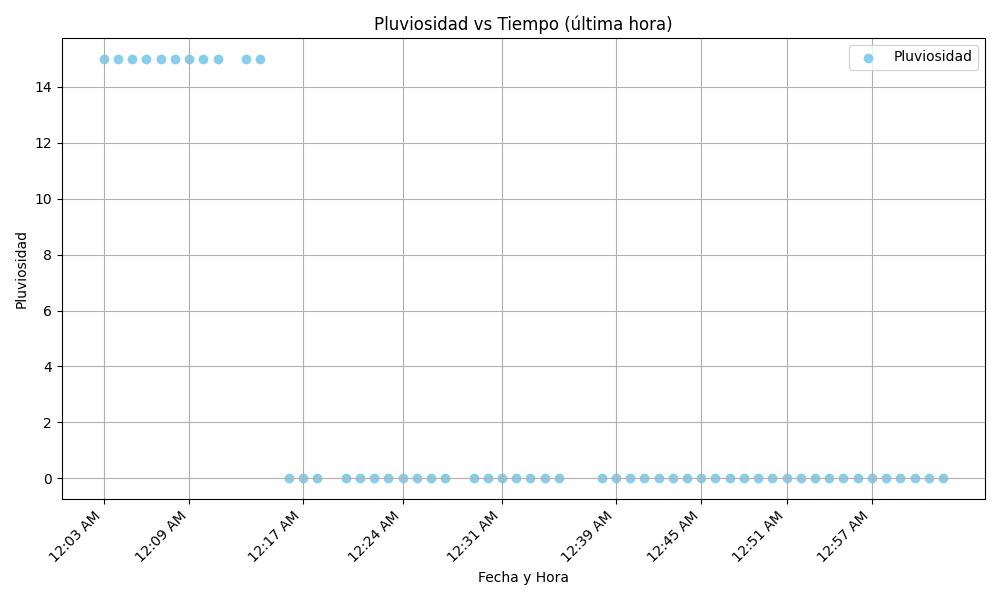 Pluviosidad vs Tiempo (última hora)
Pluviosidad
14
12
10
8
6
4
2
0
Pluviosidad
12:03 AM
12:09 AM
12:17 AM
12:24 AM
12:31 AM
12:39 AM
12:45 AM
12:51 AM
12:57 AM
Fecha y Hora